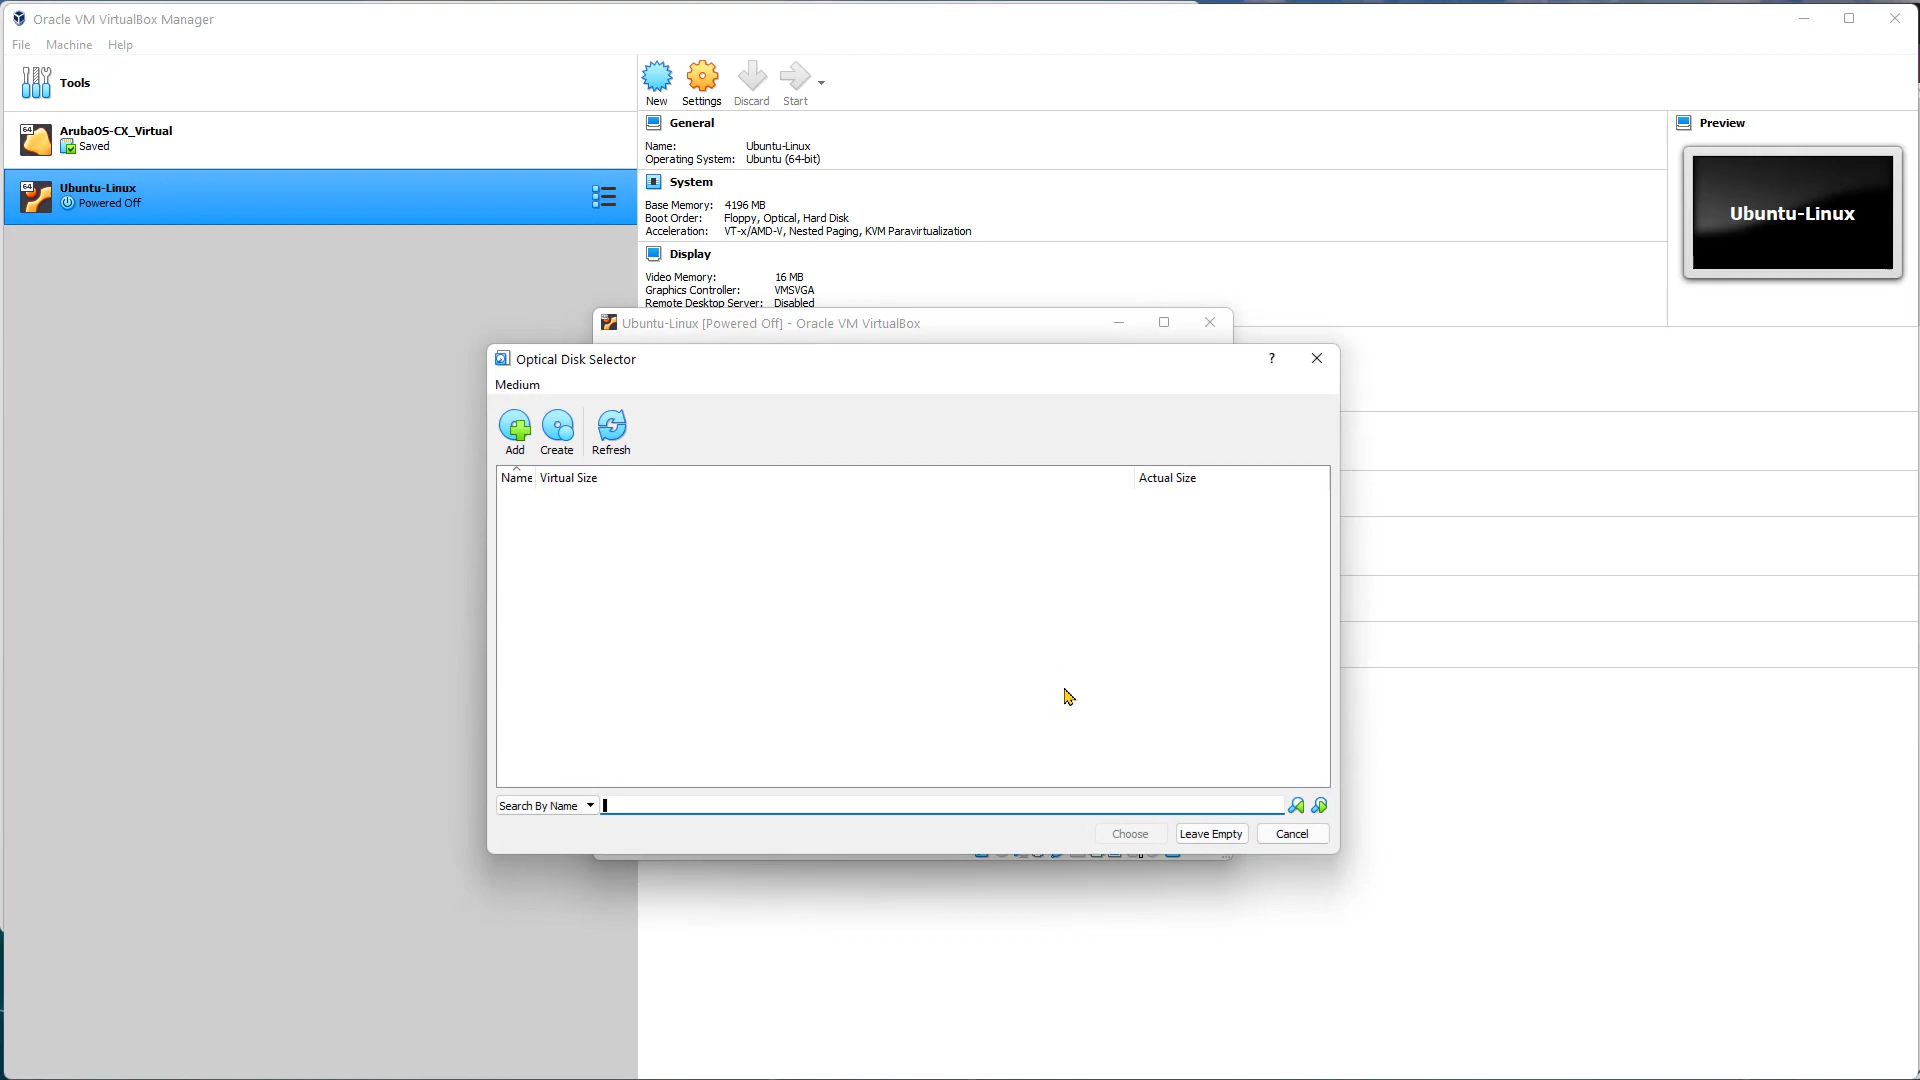 Oracle VM VirtualBox Manager
File Machine Help
Tools
64 ArubaOS-CX_Virtual
Saved
64 Ubuntu-Linux
Powered Off
New Settings Discard Start
General
Name: Ubuntu-Linux
Operating System: Ubuntu (64-bit)
System
Base Memory: 4196 MB
Boot Order: Floppy, Optical, Hard Disk
Acceleration: VT-x/AMD-V, Nested Paging, KVM Paravirtualization
Display
Video Memory: 16 MB
Graphics Controller: VMSVGA
Remote Desktop Server: Disabled
Preview
Ubuntu-Linux
Ubuntu-Linux [Powered Off] - Oracle VM VirtualBox
Optical Disk Selector
?
Medium
Add Create Refresh
Name Virtual Size Actual Size
Search By Name
Choose Leave Empty Cancel